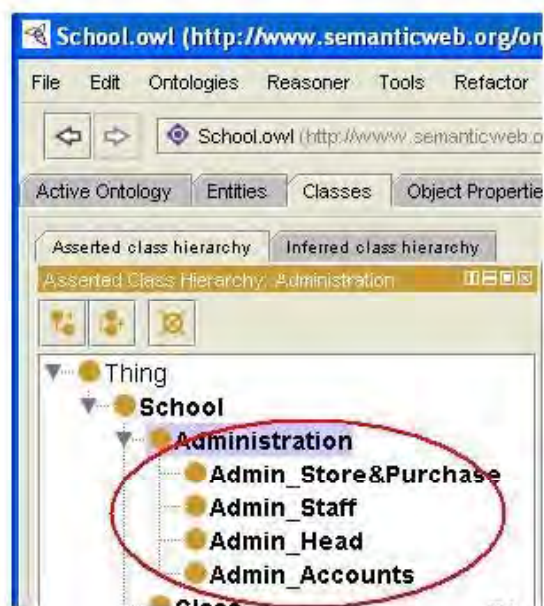 School.owl (http://www.semanticweb.org/on
File Edit Ontologies Reasoner Tools Refactor
School.owl (http://www.semanticweb.o
Active Ontology Entities Classes Object Propertie
Asserted class hierarchy Inferred class hierarchy
Asserted Class Hierarchy: Administration
Thing
School
Administration
Admin_Store&Purchase
Admin_Staff
Admin_Head
Admin_Accounts